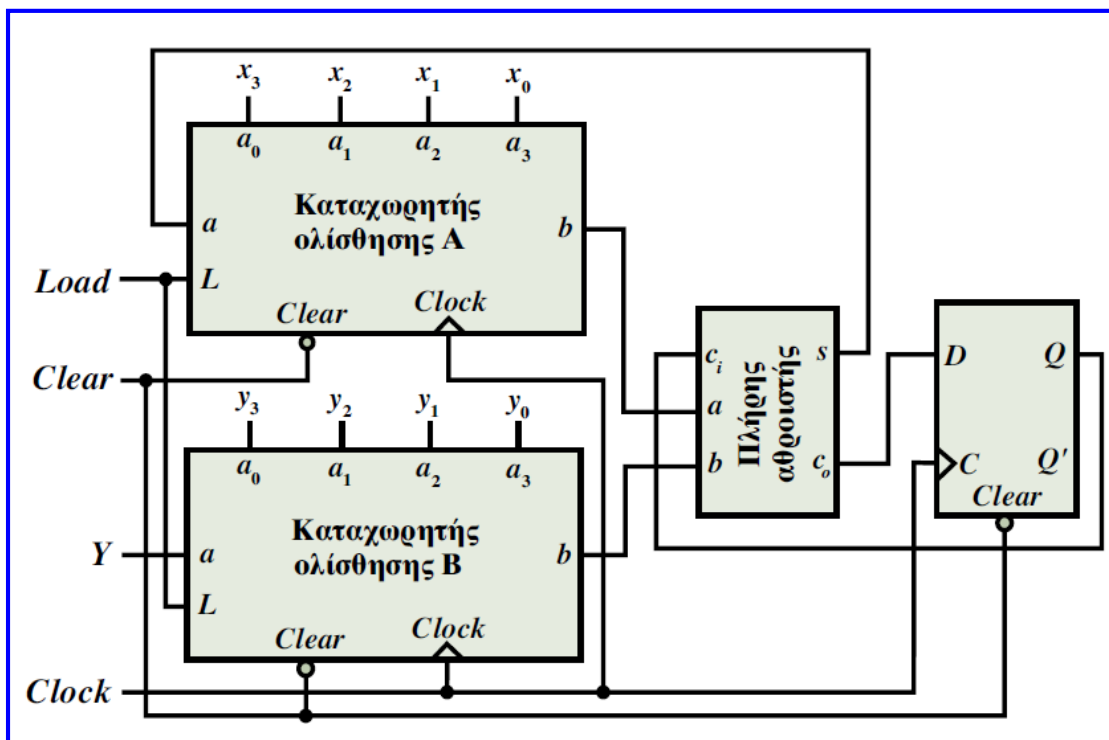 x3 x2 x1 x0
a0 a1 a2 a3
Καταχωρητής
ολίσθησης A
a
b
Load
L
Clear
Clock
Clear
y3 y2 y1 y0
a0 a1 a2 a3
Καταχωρητής
ολίσθησης B
Y
a
b
L
Clear
Clock
Clock
ci
a
b
Πλήρης
αθροιστής
s
co
D
Q
C
Q'
Clear